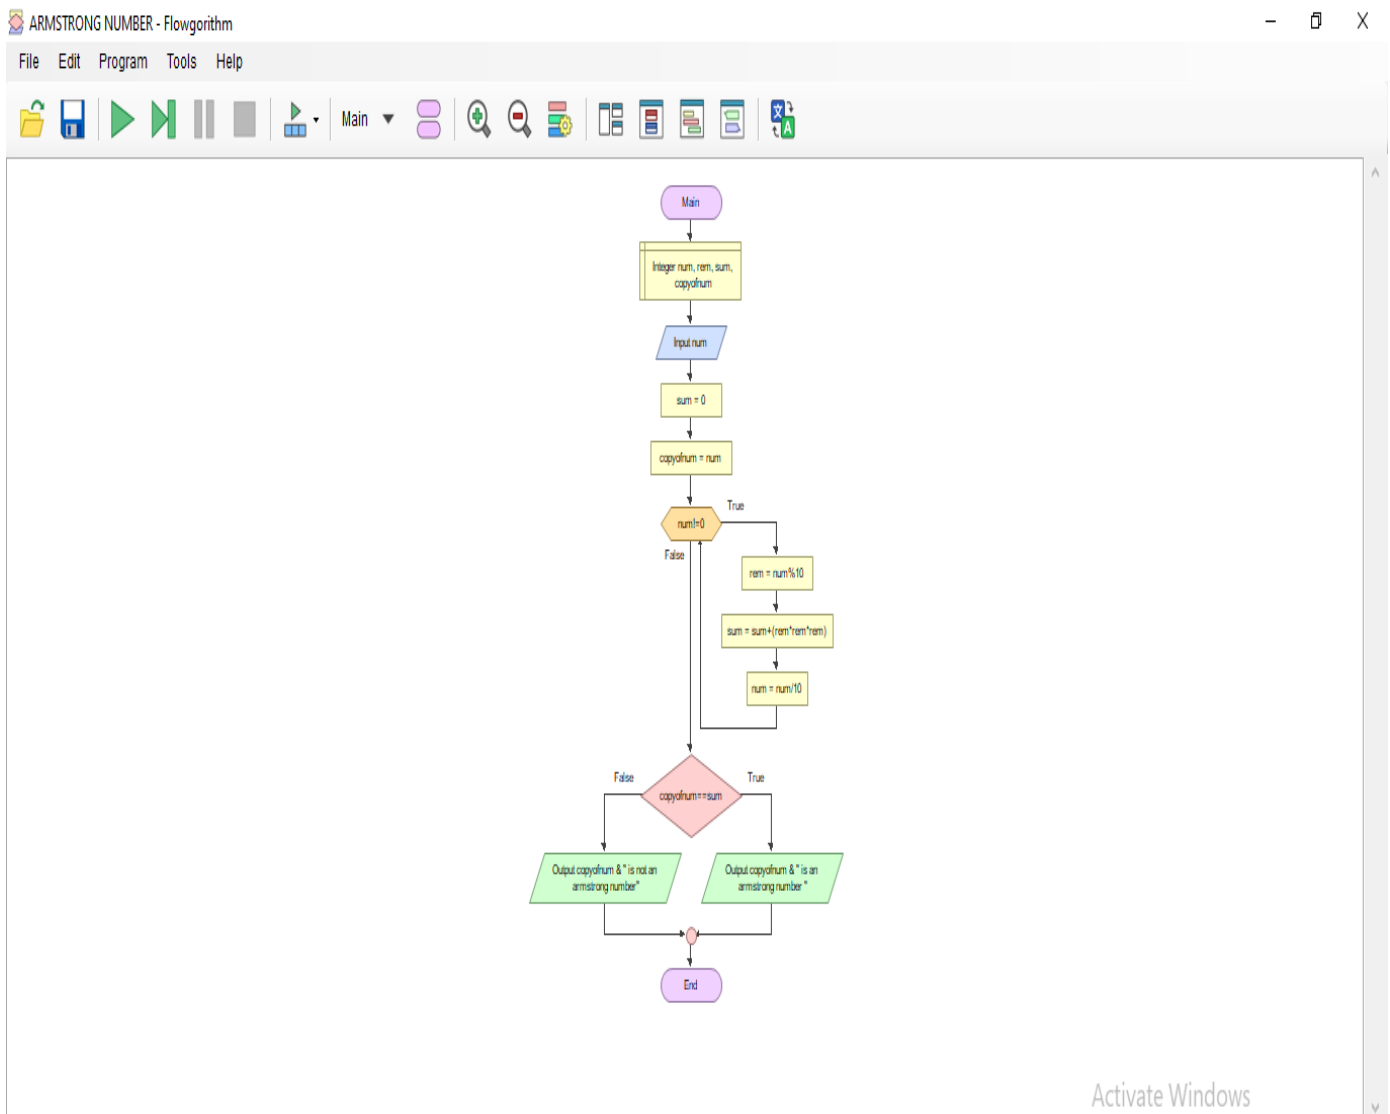 ARMSTRONG NUMBER - Flowgorithm
File Edit Program Tools Help
Main
Main
Integer num, rem, sum,
copyofnum
Input num
sum = 0
copyofnum = num
num!=0
True
False
rem = num%10
sum = sum+(rem*rem*rem)
num = num/10
False
True
copyofnum==sum
Output copyofnum & " is not an
armstrong number"
Output copyofnum & " is an
armstrong number "
End
Activate Windows